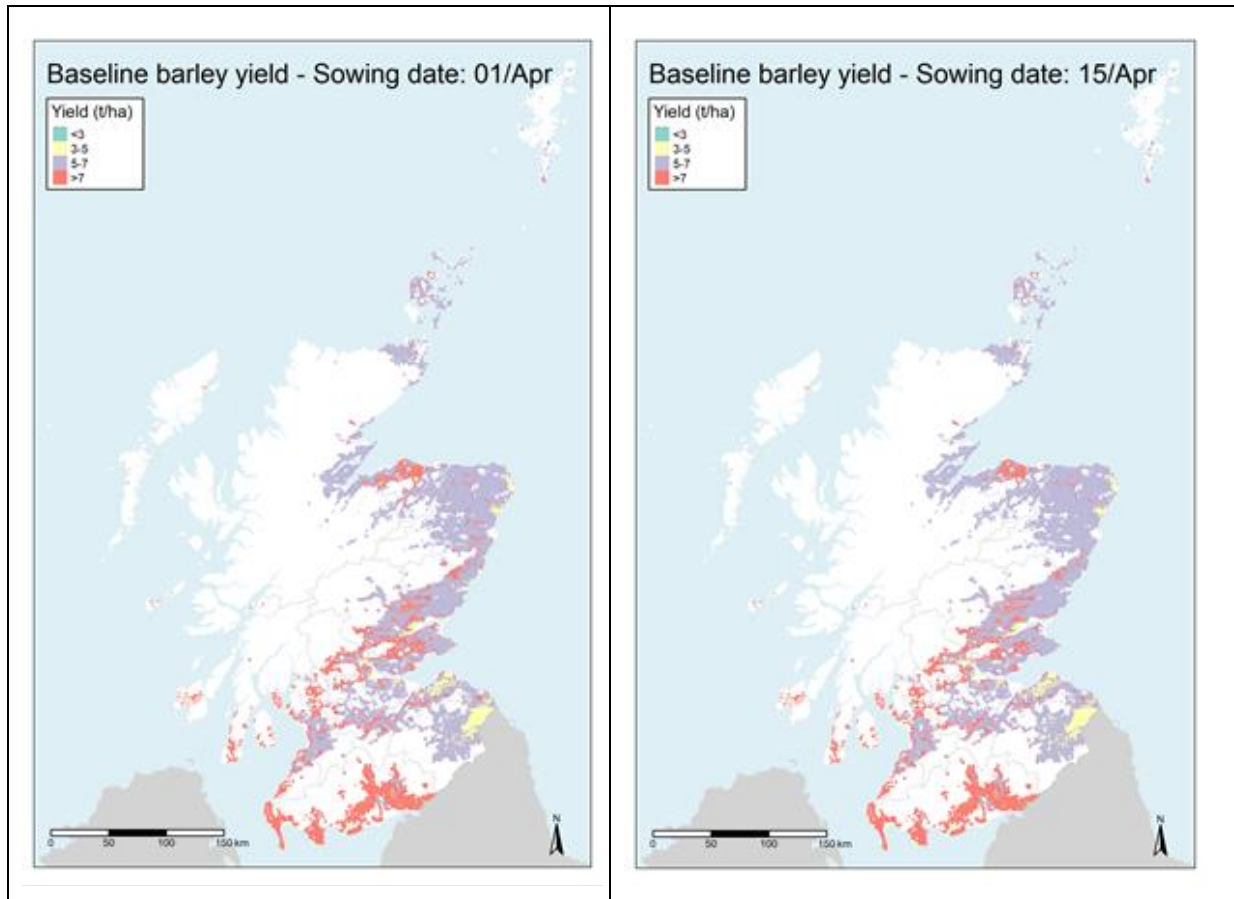 Baseline barley yield - Sowing date: 01/Apr
Yield (t/ha)
<3
3-5
5-7
>7
0 50 100 150 km
N
Baseline barley yield - Sowing date: 15/Apr
Yield (t/ha)
<3
3-5
5-7
>7
0 50 100 150 km
N